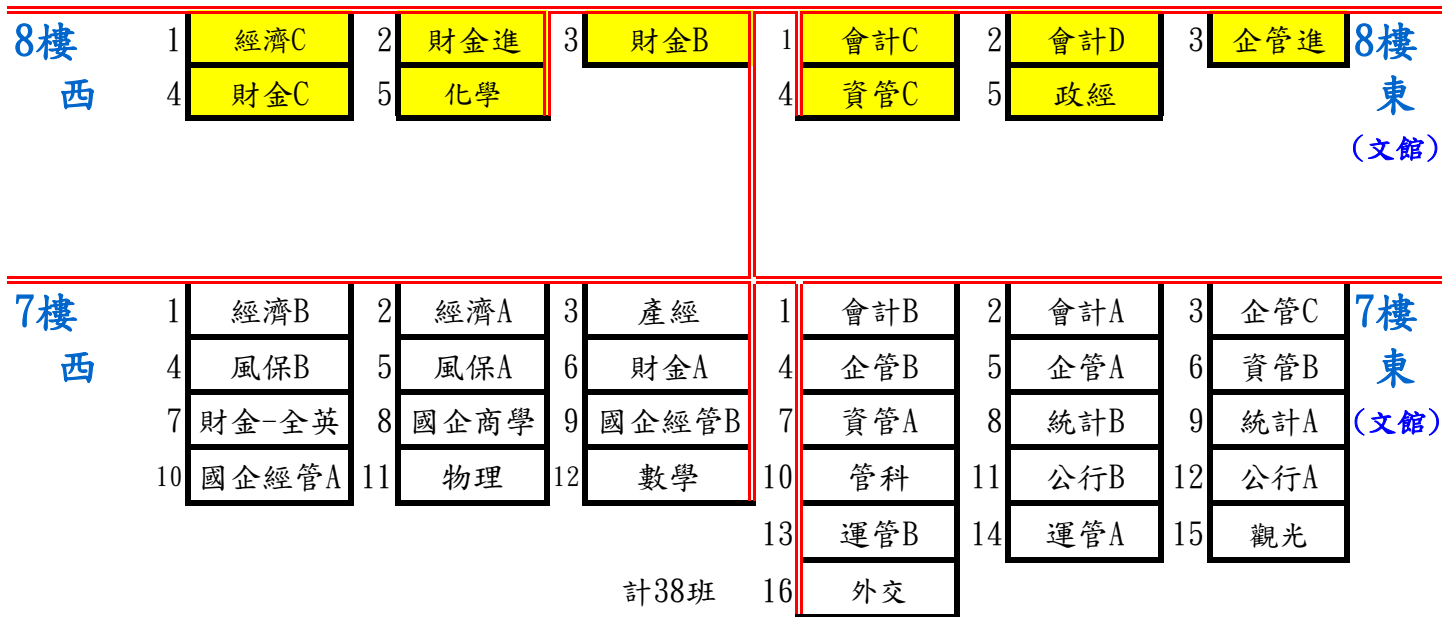 8樓 1 經濟C 2 財金進 3 財金B 1 會計C 2 會計D 3 企管進 8樓
西 4 財金C 5 化學 4 資管C 5 政經 東
(文館)
7樓 1 經濟B 2 經濟A 3 產經 1 會計B 2 會計A 3 企管C 7樓
西 4 風保B 5 風保A 6 財金A 4 企管B 5 企管A 6 資管B 東
7 財金-全英 8 國企商學 9 國企經管B 7 資管A 8 統計B 9 統計A (文館)
10 國企經管A 11 物理 12 數學 10 管科 11 公行B 12 公行A
13 運管B 14 運管A 15 觀光
計38班 16 外交